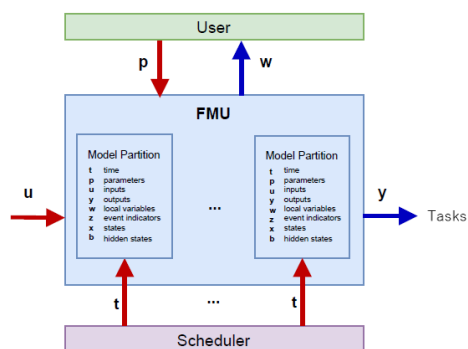 User
p
w
FMU
Model Partition
t time
p parameters
u inputs
y outputs
w local variables
z event indicators
x states
b hidden states
...
Model Partition
t time
p parameters
u inputs
y outputs
w local variables
z event indicators
x states
b hidden states
u
y
Tasks
t
...
t
Scheduler